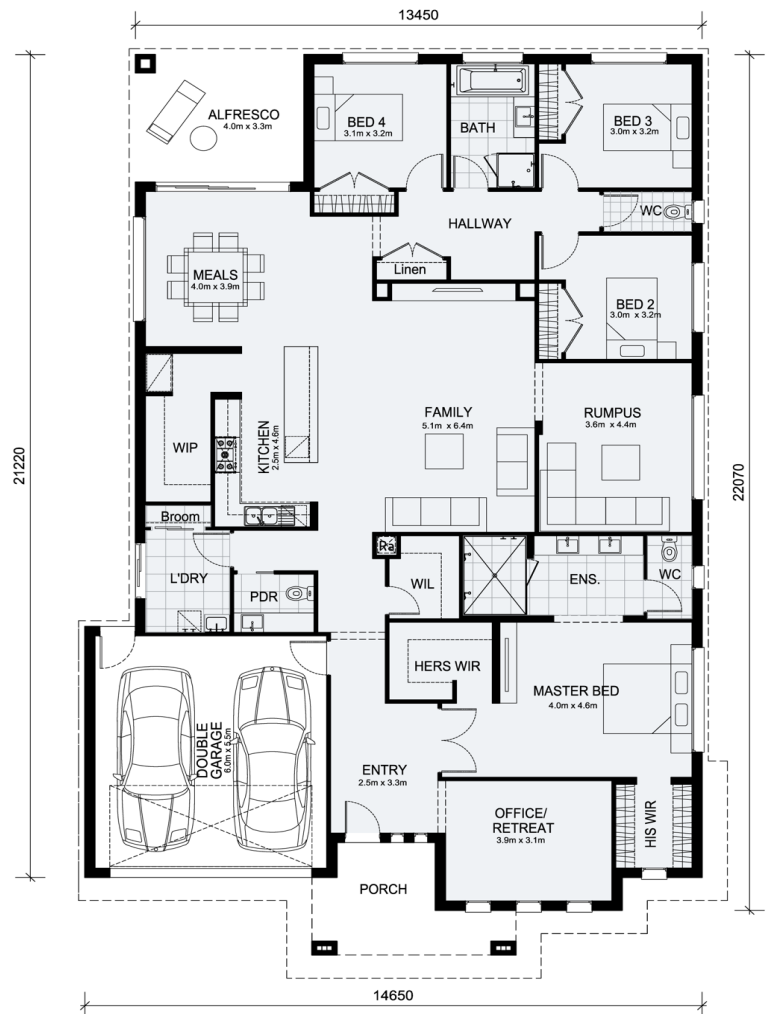 13450
ALFRESCO
4.0m x 3.3m
BED 4
3.1m x 3.2m
BATH
BED 3
3.0m x 3.2m
WC
HALLWAY
Linen
MEALS
4.0m x 3.9m
BED 2
3.0m x 3.2m
FAMILY
5.1m x 6.4m
RUMPUS
3.6m x 4.4m
KITCHEN
2.5m x 4.6m
WIP
21220
22070
Broom
L'DRY
PDR
Ra
WIL
ENS.
WC
HERS WIR
MASTER BED
4.0m x 4.6m
DOUBLE
GARAGE
6.0m x 5.5m
ENTRY
2.5m x 3.3m
OFFICE/
RETREAT
3.9m x 3.1m
HIS WIR
PORCH
14650